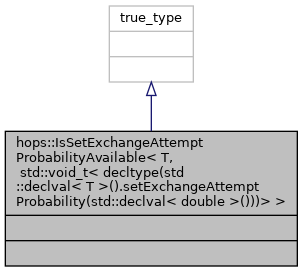 true_type
hops::IsSetExchangeAttempt
ProbabilityAvailable< T,
std::void_t< decltype(std
::declval< T >().setExchangeAttempt
Probability(std::declval< double >()))> >